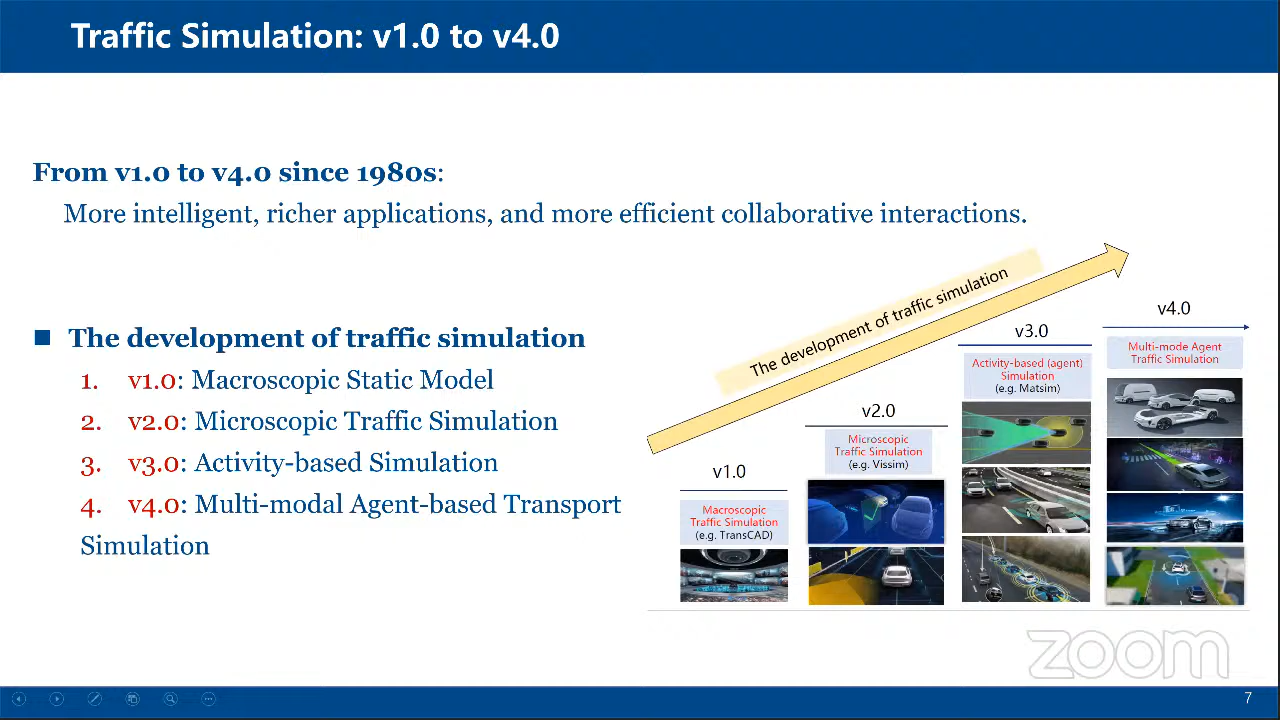 Traffic Simulation: v1.0 to v4.0
From v1.0 to v4.0 since 1980s:
More intelligent, richer applications, and more efficient collaborative interactions.
The development of traffic simulation
1. v1.0: Macroscopic Static Model
2. v2.0: Microscopic Traffic Simulation
3. v3.0: Activity-based Simulation
4. v4.0: Multi-modal Agent-based Transport
Simulation
The development of traffic simulation
v1.0
Macroscopic
Traffic Simulation
(e.g. TransCAD)
v2.0
Microscopic
Traffic Simulation
(e.g. Vissim)
v3.0
Activity-based (agent)
Simulation
(e.g. Matsim)
v4.0
Multi-mode Agent
Traffic Simulation
zoom
7